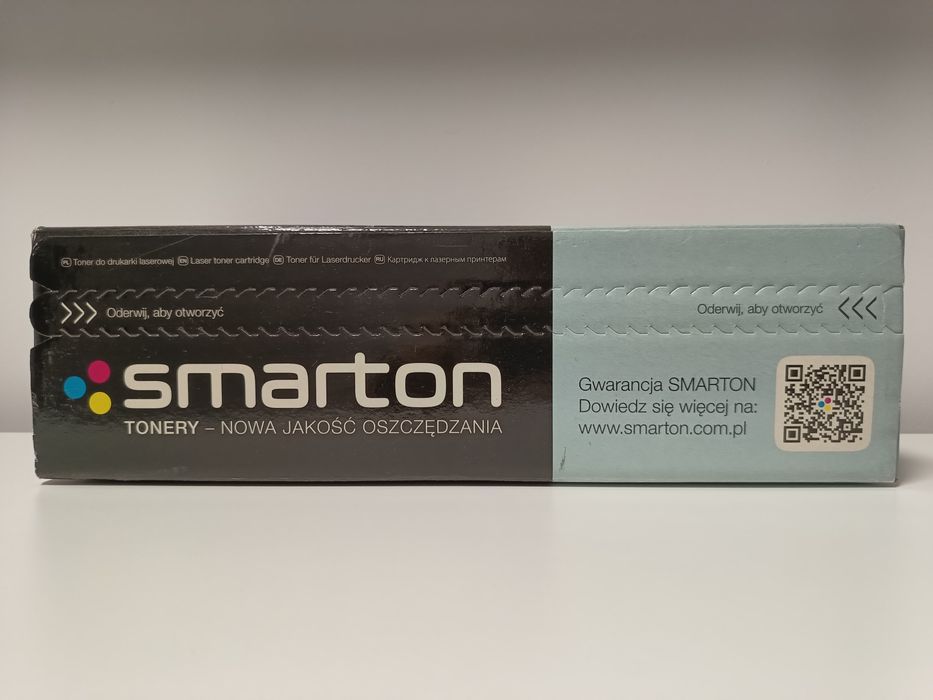 PL Toner do drukarki laserowej EN Laser toner cartridge DE Toner für Laserdrucker RU Картридж к лазерным принтерам
>>> Oderwij, aby otworzyć
Oderwij, aby otworzyć <<<
smarton
TONERY – NOWA JAKOŚĆ OSZCZĘDZANIA
Gwarancja SMARTON
Dowiedz się więcej na:
www.smarton.com.pl